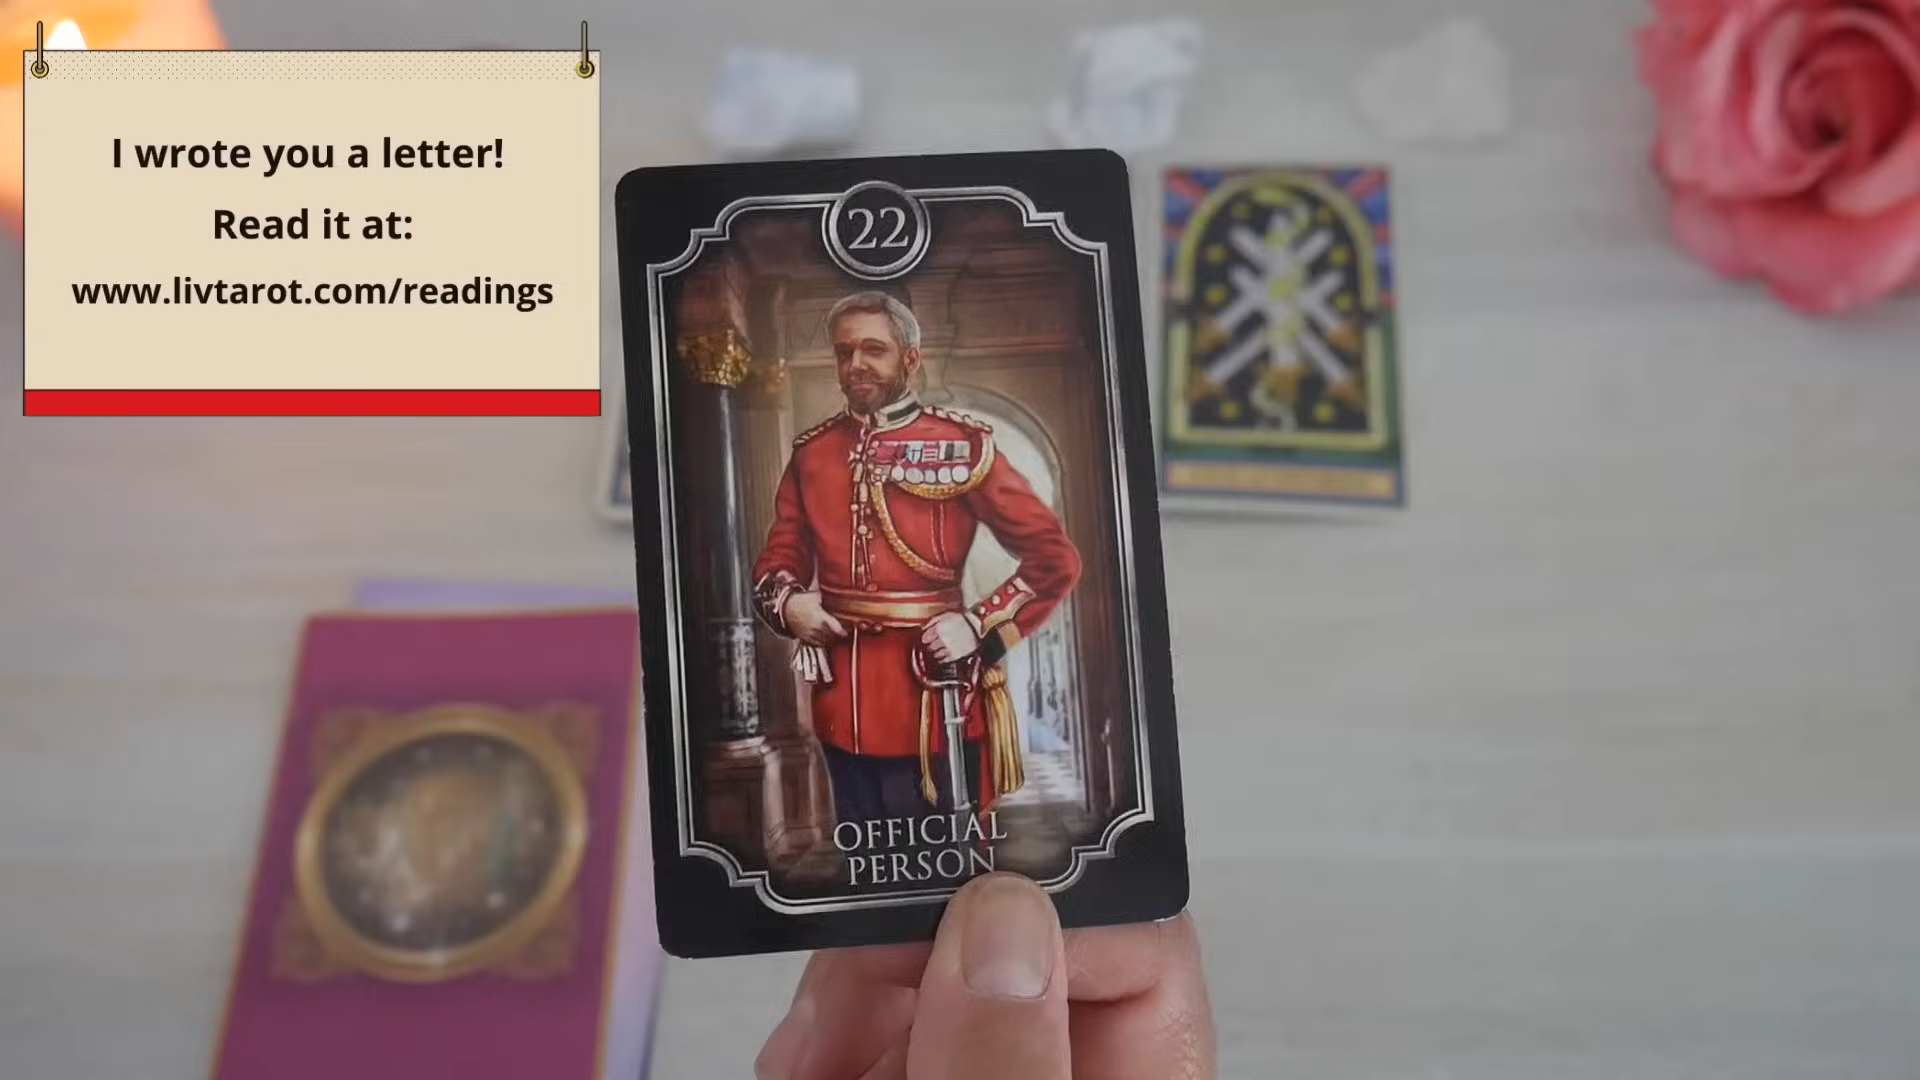 I wrote you a letter!
Read it at:
www.livtarot.com/readings
22
OFFICIAL
PERSON